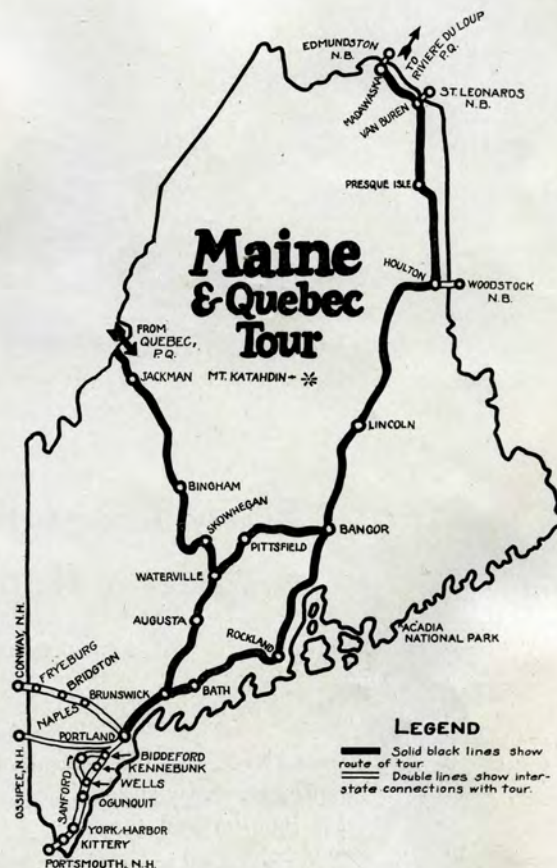 EDMUNDSTON
N.B.
TO
RIVIERE DU LOUP
P.Q.
MADAWASKA
ST. LEONARDS
N.B.
VAN BUREN
PRESQUE ISLE
Maine
& Quebec
Tour
HOULTON
WOODSTOCK
N.B.
FROM
QUEBEC,
P.Q.
JACKMAN
MT. KATAHDIN
LINCOLN
BINGHAM
SKOWHEGAN
PITTSFIELD
BANGOR
WATERVILLE
AUGUSTA
ROCKLAND
ACADIA
NATIONAL PARK
CONWAY, N.H.
FRYEBURG
BRIDGTON
NAPLES
BRUNSWICK
BATH
PORTLAND
OSSIPEE, N.H.
SANFORD
BIDDEFORD
KENNEBUNK
WELLS
OGUNQUIT
YORK HARBOR
KITTERY
PORTSMOUTH, N.H.
LEGEND
Solid black lines show
route of tour
Double lines show inter-
state connections with tour.